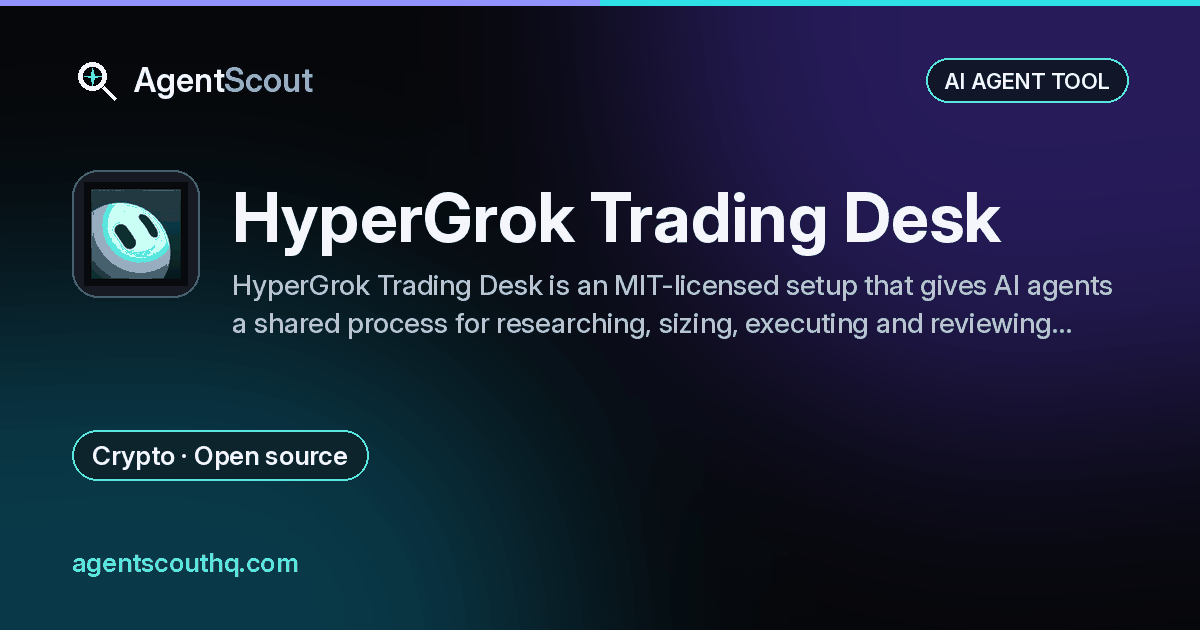 AgentScout
AI AGENT TOOL
HyperGrok Trading Desk
HyperGrok Trading Desk is an MIT-licensed setup that gives AI agents
a shared process for researching, sizing, executing and reviewing...
Crypto · Open source
agentscouthq.com